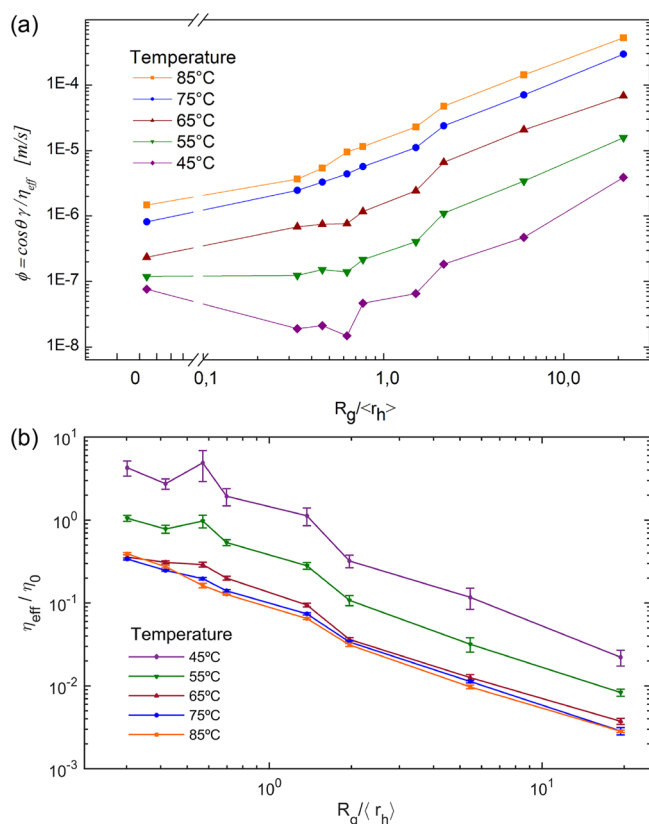 (a)
Temperature
85°C
75°C
65°C
55°C
45°C
1E-4
1E-5
1E-6
1E-7
1E-8
ϕ = cosθ γ / η_eff [m/s]
0 0,1 1,0 10,0
R_g/<r_h>
(b)
10^1
10^0
10^-1
10^-2
10^-3
η_eff / η_0
Temperature
45ºC
55ºC
65ºC
75ºC
85ºC
10^0 10^1
R_g/⟨ r_h ⟩